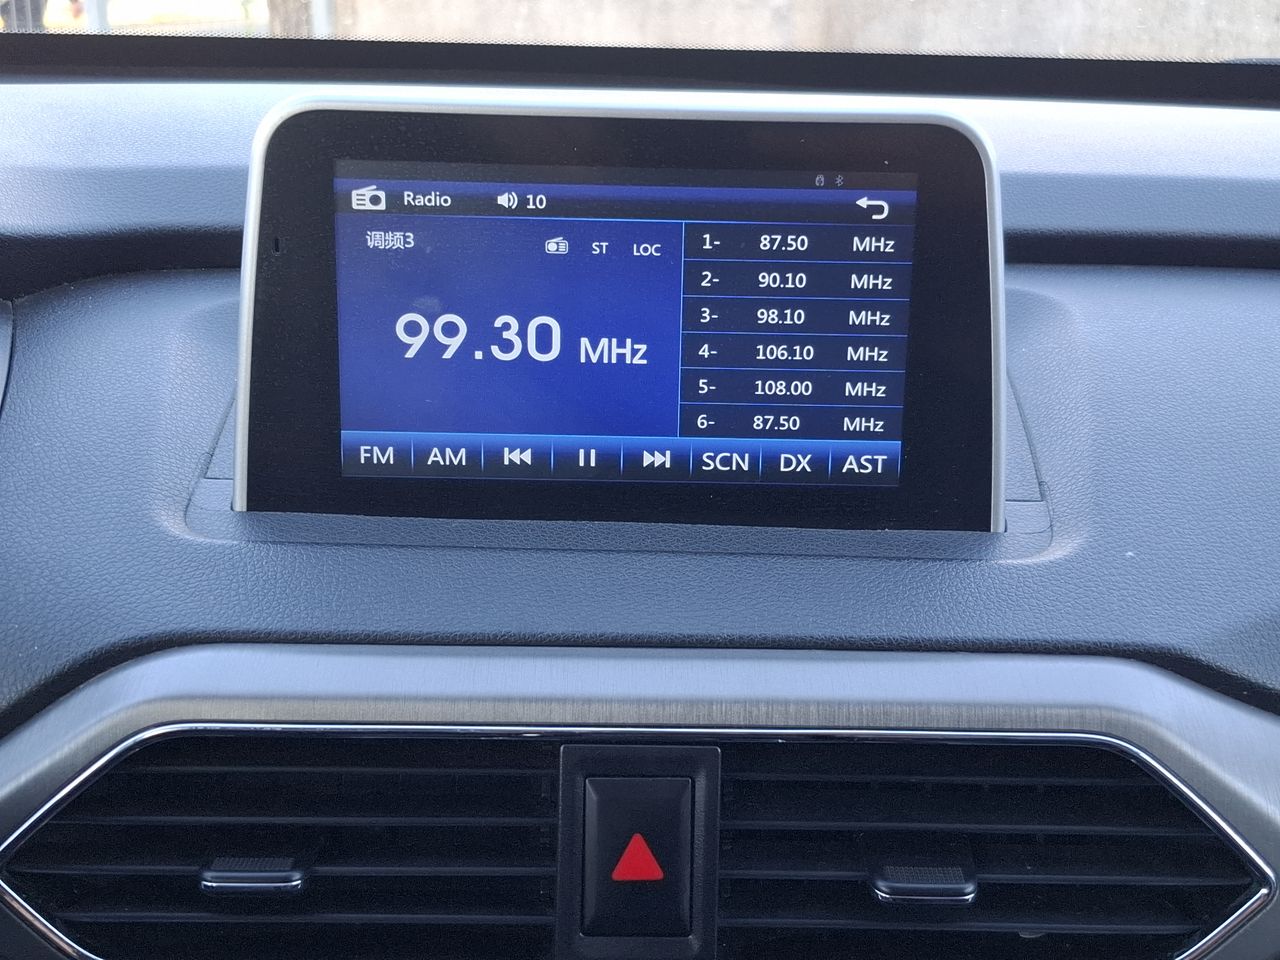 Radio 10
调频3 ST LOC
99.30 MHz
1- 87.50 MHz
2- 90.10 MHz
3- 98.10 MHz
4- 106.10 MHz
5- 108.00 MHz
6- 87.50 MHz
FM AM SCN DX AST